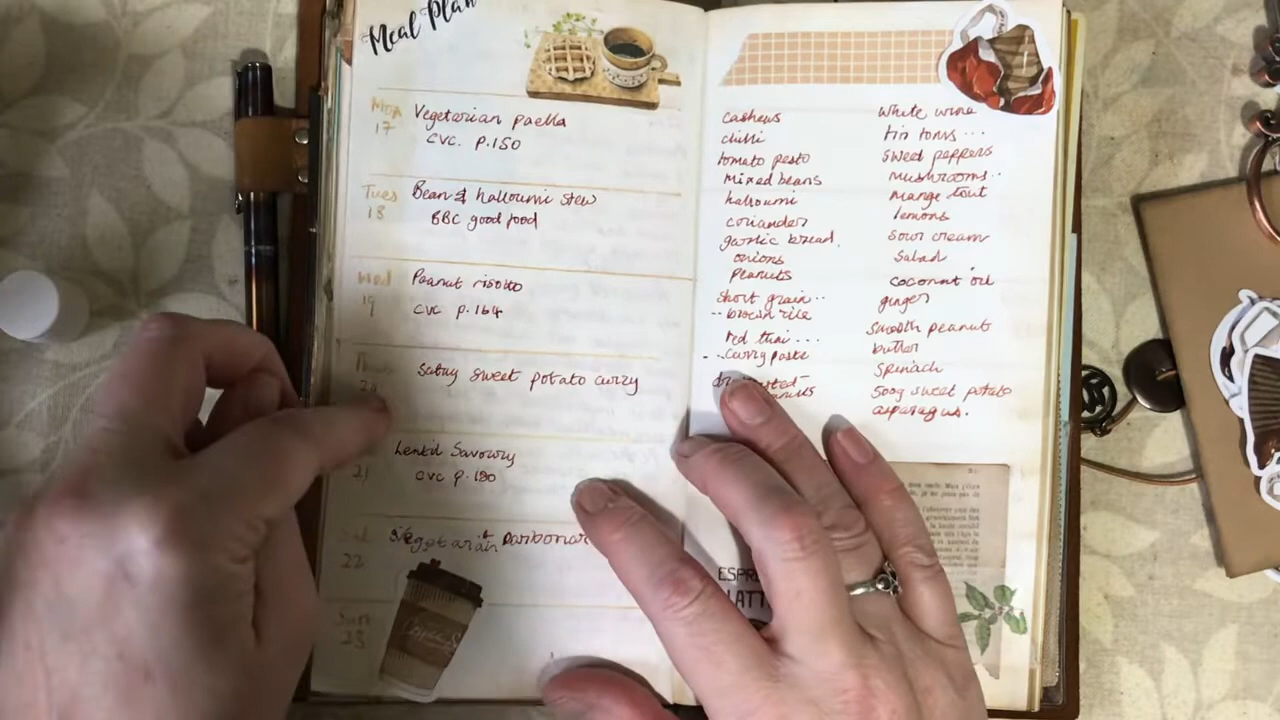 Meal Plan
Mon
17
Vegetarian paella
CVC. P.150
Tues
18
Bean & halloumi stew
BBC good food
Wed
19
Peanut risotto
CVC P.164
20
Satay sweet potato curry
21
Lentil Savoury
CVC P.180
22
Vegetarian
Sun
23
cashews
chilli
tomato pesto
mixed beans
halloumi
coriander
garlic bread.
onions
Peanuts
short grain..
..brown rice
red thai...
...curry paste
White wine
tin toms...
Sweet peppers
mushrooms..
mange tout
lemons
sour cream
Salad
coconut oil
ginger
smooth peanut
butter
Spinach
500g sweet potato
asparagus.